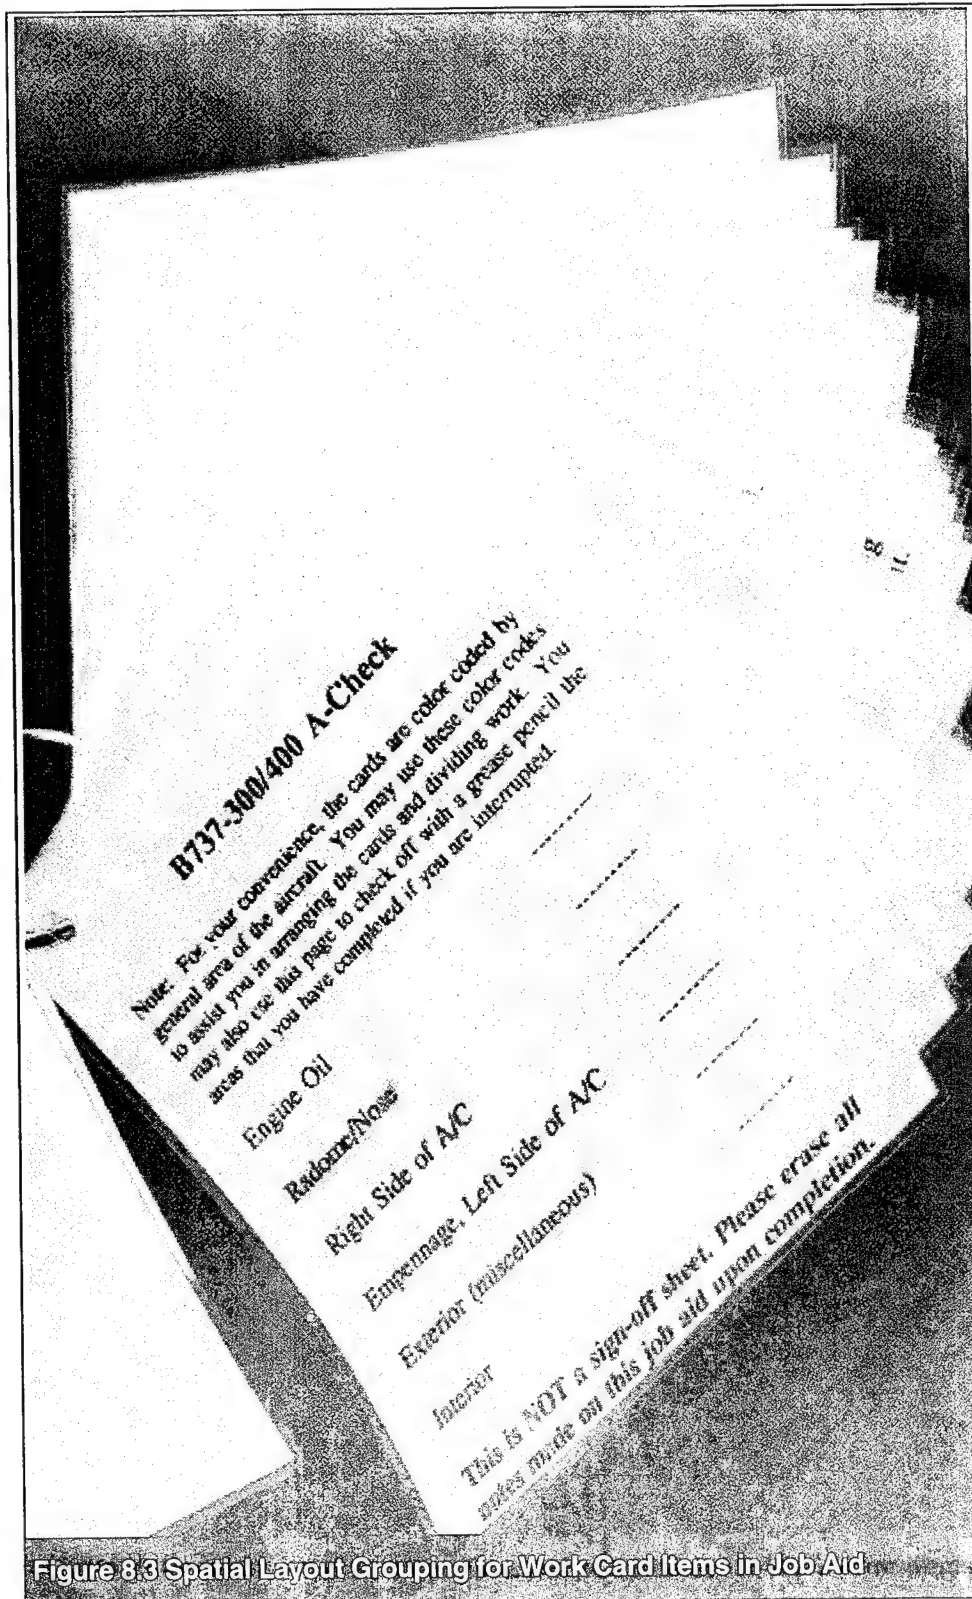 B737-300/400 A-Check
Note: For your convenience, the cards are color coded by
general area of the aircraft. You may use these color codes
to assist you in arranging the cards and dividing work. You
may also use this page to check off with a grease pencil the
areas that you have completed if you are interrupted.
Engine Oil ------
Radome/Nose ------
Right Side of A/C ------
Empennage, Left Side of A/C ------
Exterior (miscellaneous) ------
Interior ------
This is NOT a sign-off sheet. Please erase all
notes made on this job aid upon completion.
Figure 8.3 Spatial Layout Grouping for Work Card Items in Job Aid